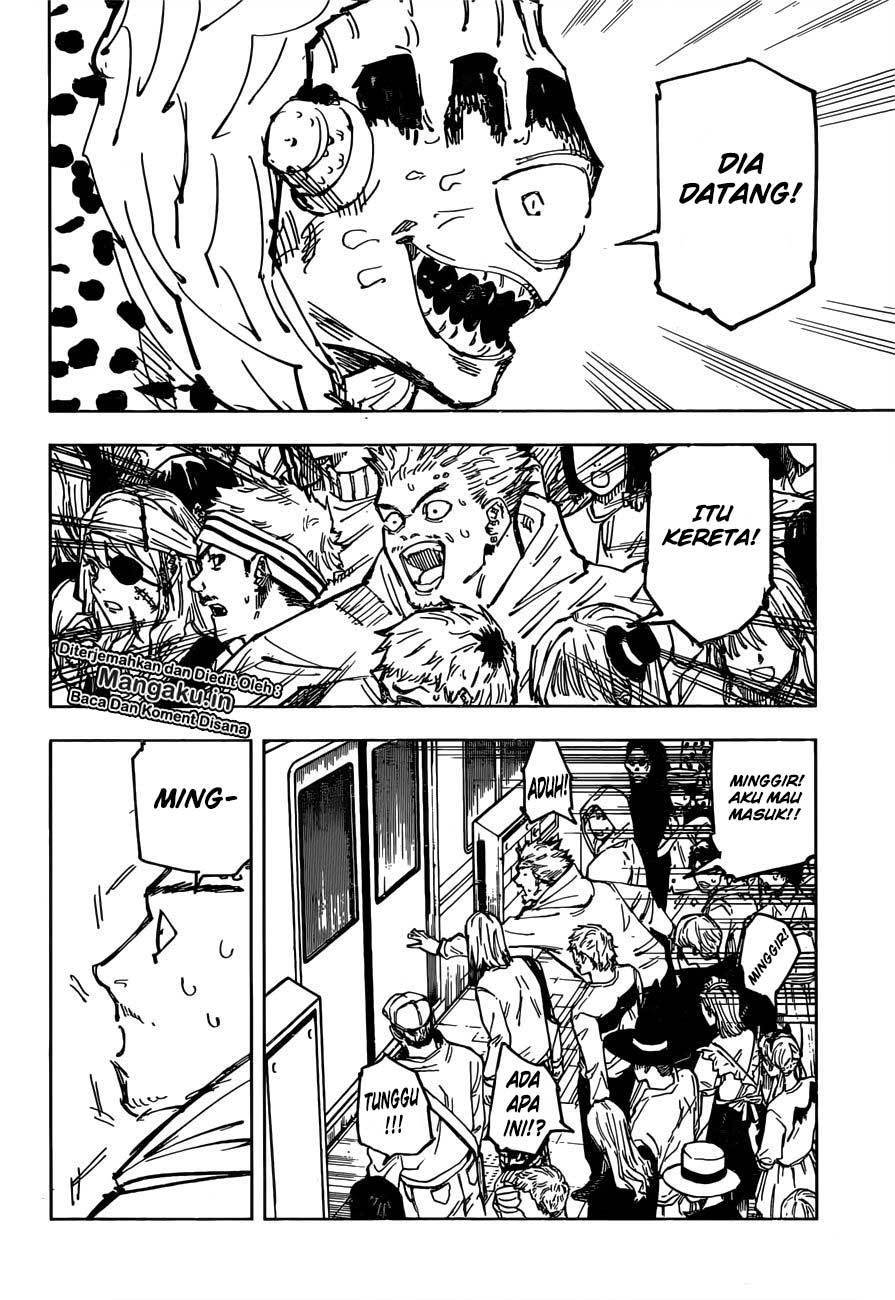 DIA
DATANG!
ITU
KERETA!
Diterjemahkan dan Diedit Oleh :
Mangaku.in
Baca Dan Koment Disana
MING-
ADUH!
MINGGIR!
AKU MAU
MASUK!!
MINGGIR!
TUNGGU
!!!
ADA
APA
INI!?